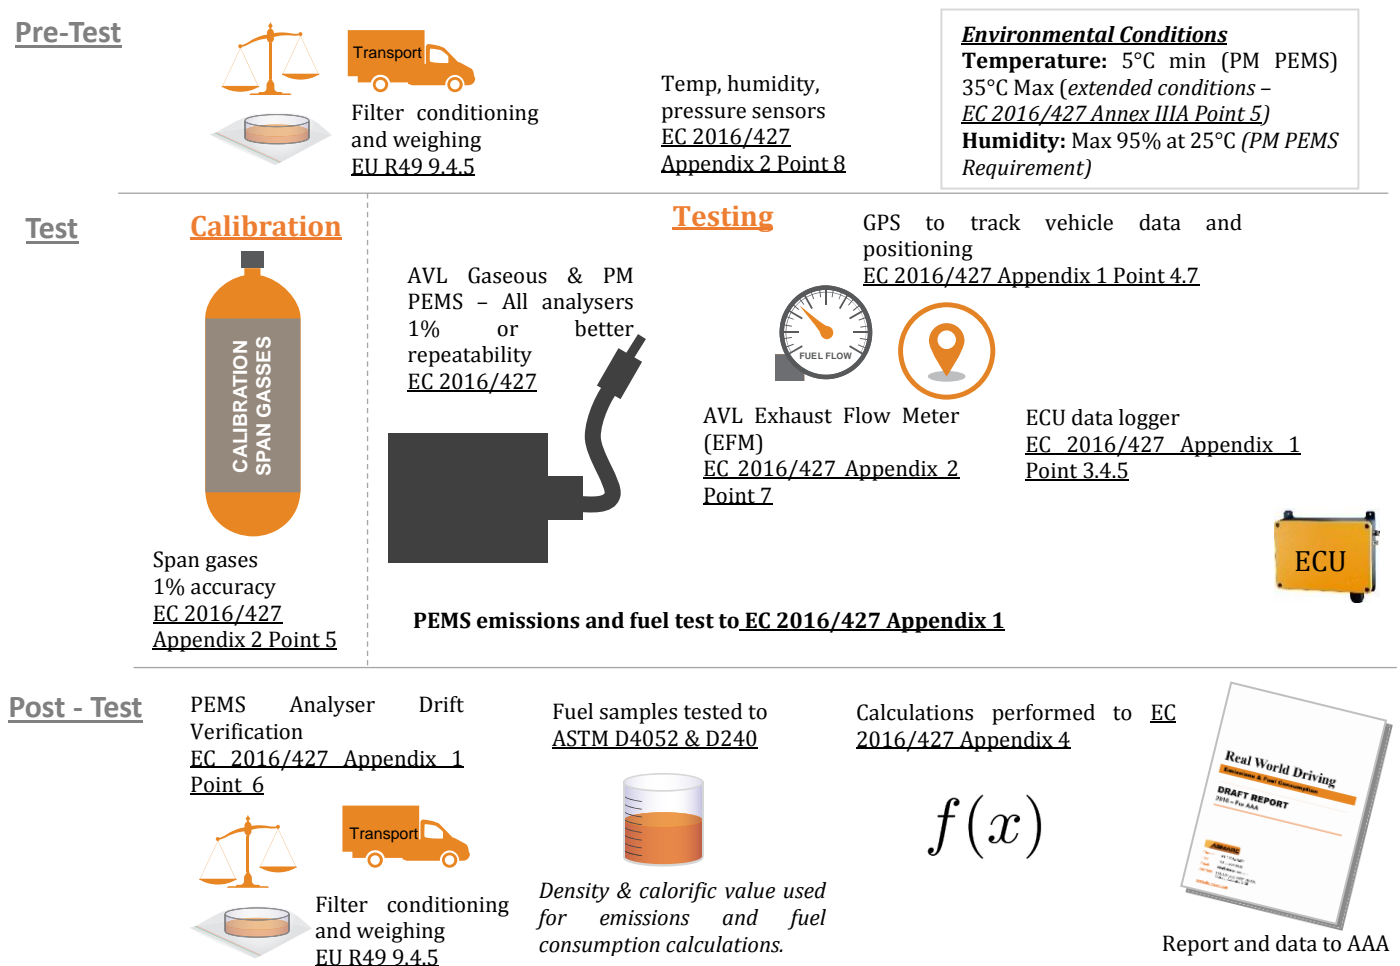 Pre-Test
Transport
Filter conditioning
and weighing
EU R49 9.4.5
Temp, humidity,
pressure sensors
EC 2016/427
Appendix 2 Point 8
Environmental Conditions
Temperature: 5°C min (PM PEMS)
35°C Max (extended conditions –
EC 2016/427 Annex IIIA Point 5)
Humidity: Max 95% at 25°C (PM PEMS
Requirement)
Test
Calibration
CALIBRATION
SPAN GASSES
Span gases
1% accuracy
EC 2016/427
Appendix 2 Point 5
Testing
AVL Gaseous & PM
PEMS – All analysers
1% or better
repeatability
EC 2016/427
GPS to track vehicle data and
positioning
EC 2016/427 Appendix 1 Point 4.7
FUEL FLOW
AVL Exhaust Flow Meter
(EFM)
EC 2016/427 Appendix 2
Point 7
ECU data logger
EC 2016/427 Appendix 1
Point 3.4.5
ECU
PEMS emissions and fuel test to EC 2016/427 Appendix 1
Post - Test
PEMS Analyser Drift
Verification
EC 2016/427 Appendix 1
Point 6
Transport
Filter conditioning
and weighing
EU R49 9.4.5
Fuel samples tested to
ASTM D4052 & D240
Density & calorific value used
for emissions and fuel
consumption calculations.
Calculations performed to EC
2016/427 Appendix 4
f(x)
Real World Driving
Emissions & Fuel Consumption
DRAFT REPORT
2016 – For AAA
ABMARC
Report and data to AAA